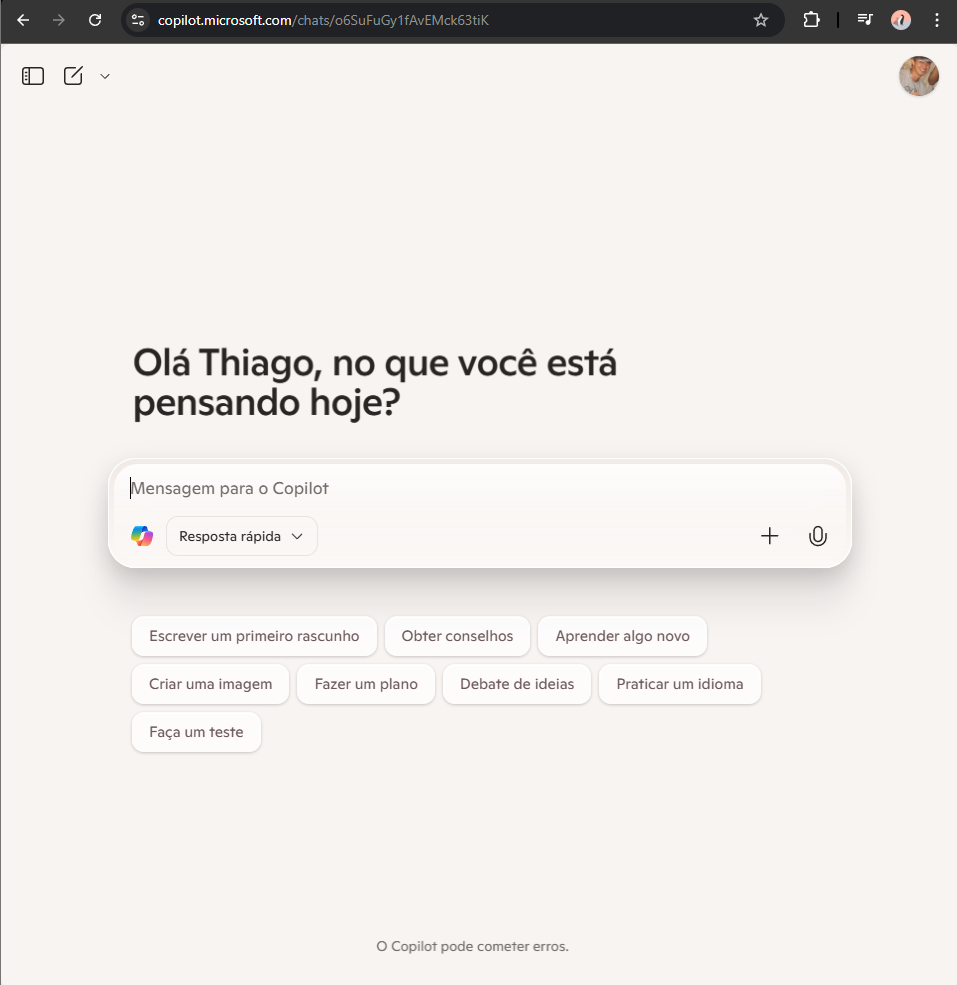 copilot.microsoft.com/chats/o6SuFuGy1fAvEMck63tiK
Olá Thiago, no que você está
pensando hoje?
Mensagem para o Copilot
Resposta rápida
Escrever um primeiro rascunho
Obter conselhos
Aprender algo novo
Criar uma imagem
Fazer um plano
Debate de ideias
Praticar um idioma
Faça um teste
O Copilot pode cometer erros.